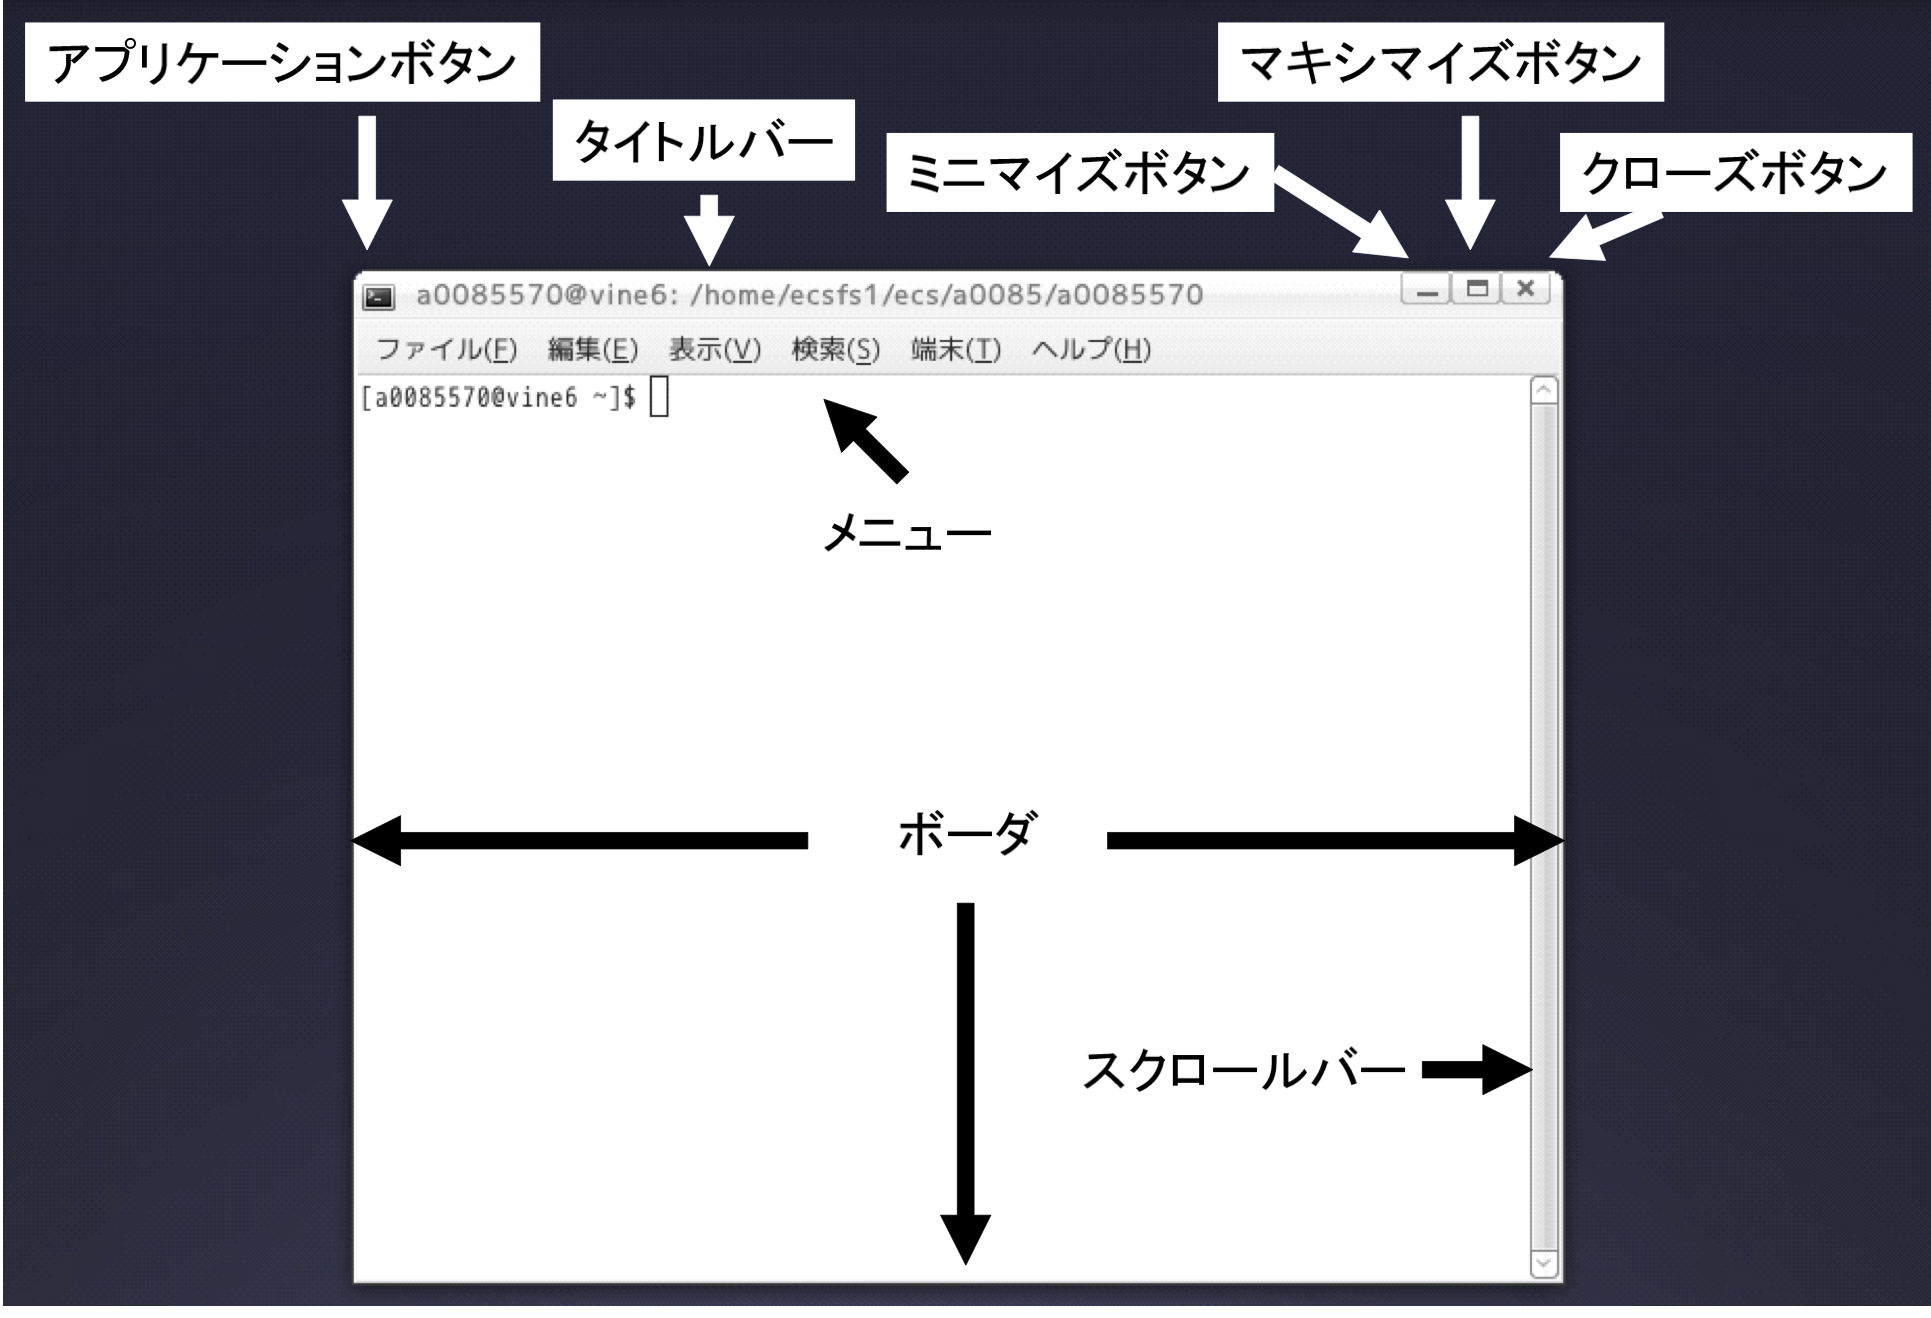 アプリケーションボタン
マキシマイズボタン
タイトルバー
ミニマイズボタン
クローズボタン
a0085570@vine6: /home/ecsfs1/ecs/a0085/a0085570
ファイル(F) 編集(E) 表示(V) 検索(S) 端末(T) ヘルプ(H)
[a0085570@vine6 ~]$
メニュー
ボーダ
スクロールバー